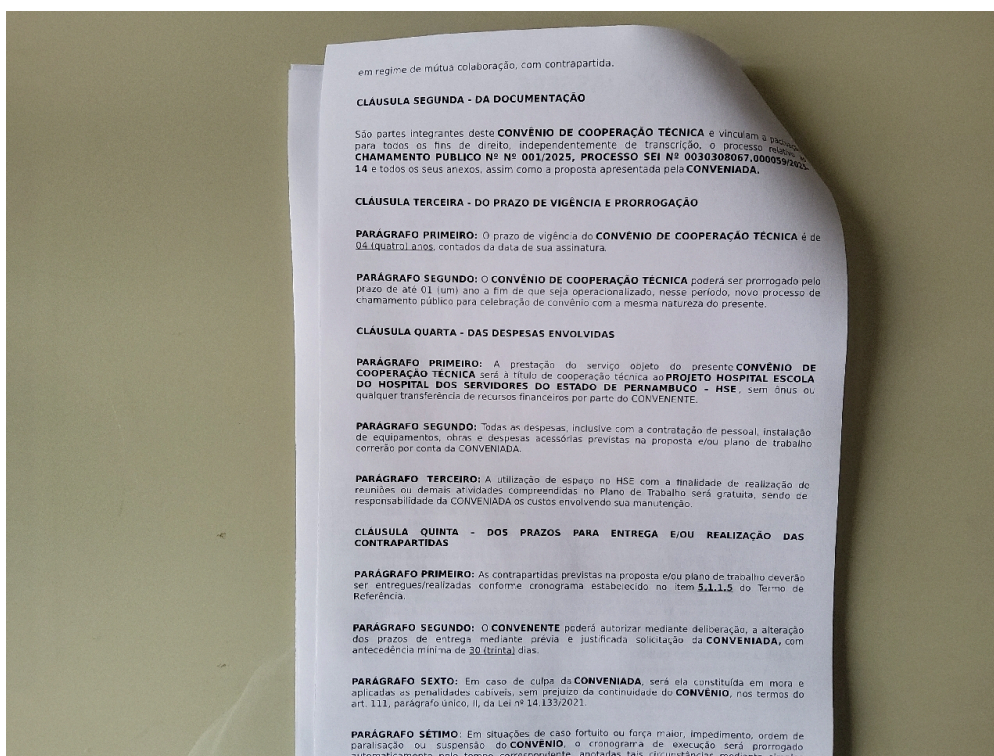 em regime de mútua colaboração, com contrapartida.
CLÁUSULA SEGUNDA - DA DOCUMENTAÇÃO
São partes integrantes deste CONVÊNIO DE COOPERAÇÃO TÉCNICA e vinculam a
para todos os fins de direito, independentemente de transcrição, o processo
CHAMAMENTO PUBLICO Nº Nº 001/2025, PROCESSO SEI Nº 0030308067.000059/2025-
14 e todos os seus anexos, assim como a proposta apresentada pela CONVENIADA.
CLÁUSULA TERCEIRA - DO PRAZO DE VIGÊNCIA E PRORROGAÇÃO
PARÁGRAFO PRIMEIRO: O prazo de vigência do CONVÊNIO DE COOPERAÇÃO TÉCNICA é de
04 (quatro) anos, contados da data de sua assinatura.
PARÁGRAFO SEGUNDO: O CONVÊNIO DE COOPERAÇÃO TÉCNICA poderá ser prorrogado pelo
prazo de até 01 (um) ano a fim de que seja operacionalizado, nesse período, novo processo de
chamamento público para celebração de convênio com a mesma natureza do presente.
CLÁUSULA QUARTA - DAS DESPESAS ENVOLVIDAS
PARÁGRAFO PRIMEIRO: A prestação do serviço objeto do presente CONVÊNIO DE
COOPERAÇÃO TÉCNICA será à título de cooperação técnica ao PROJETO HOSPITAL ESCOLA
DO HOSPITAL DOS SERVIDORES DO ESTADO DE PERNAMBUCO - HSE, sem ônus ou
qualquer transferência de recursos financeiros por parte do CONVENENTE.
PARÁGRAFO SEGUNDO: Todas as despesas, inclusive com a contratação de pessoal, instalação
de equipamentos, obras e despesas acessórias previstas na proposta e/ou plano de trabalho
correrão por conta da CONVENIADA.
PARÁGRAFO TERCEIRO: A utilização de espaço no HSE com a finalidade de realização de
reuniões ou demais atividades compreendidas no Plano de Trabalho será gratuita, sendo de
responsabilidade da CONVENIADA os custos envolvendo sua manutenção.
CLÁUSULA QUINTA - DOS PRAZOS PARA ENTREGA E/OU REALIZAÇÃO DAS
CONTRAPARTIDAS
PARÁGRAFO PRIMEIRO: As contrapartidas previstas na proposta e/ou plano de trabalho deverão
ser entregues/realizadas conforme cronograma estabelecido no item 5.1.1.5 do Termo de
Referência.
PARÁGRAFO SEGUNDO: O CONVENENTE poderá autorizar mediante deliberação, a alteração
dos prazos de entrega mediante prévia e justificada solicitação da CONVENIADA, com
antecedência mínima de 30 (trinta) dias.
PARÁGRAFO SEXTO: Em caso de culpa da CONVENIADA, será ela constituída em mora e
aplicadas as penalidades cabíveis, sem prejuízo da continuidade do CONVÊNIO, nos termos do
art. 111, parágrafo único, II, da Lei nº 14.133/2021.
PARÁGRAFO SÉTIMO: Em situações de caso fortuito ou força maior, impedimento, ordem de
paralisação ou suspensão do CONVÊNIO, o cronograma de execução será prorrogado
automaticamente pelo tempo correspondente, anotadas tais circunstâncias mediante